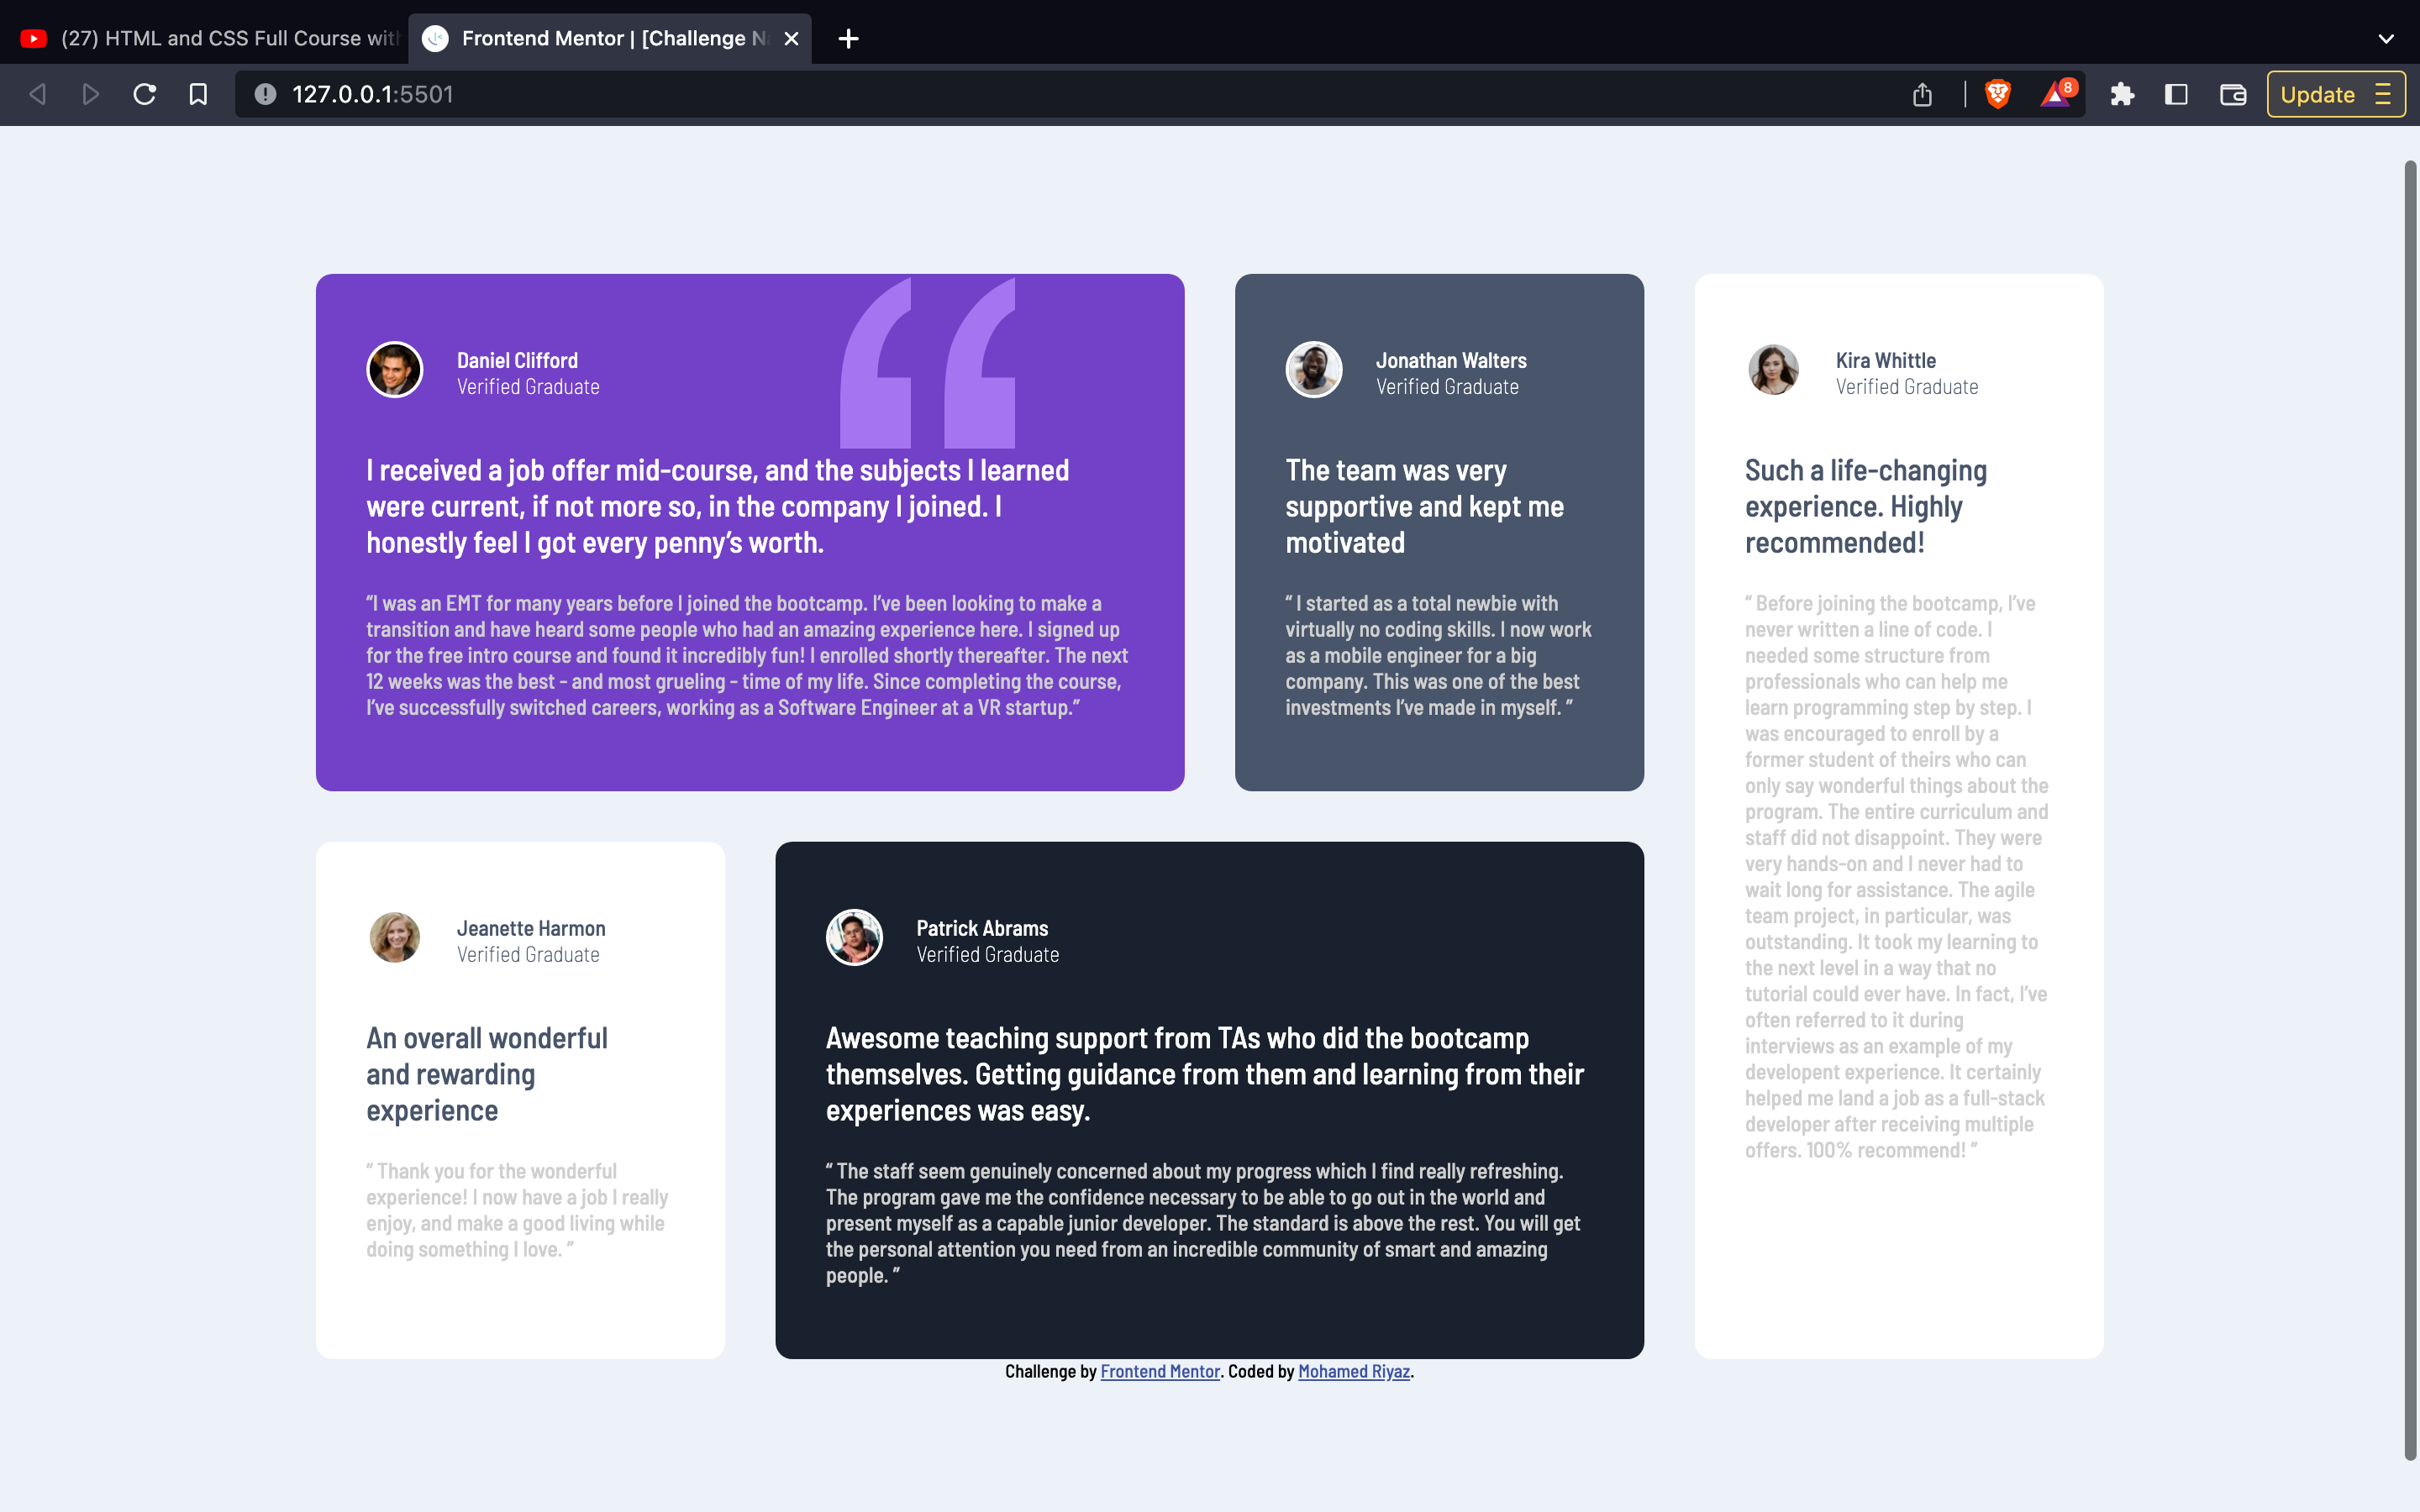 (27) HTML and CSS Full Course with
Frontend Mentor | [Challenge N
127.0.0.1:5501
8
Update
Daniel Clifford
Verified Graduate
I received a job offer mid-course, and the subjects I learned
were current, if not more so, in the company I joined. I
honestly feel I got every penny’s worth.
“I was an EMT for many years before I joined the bootcamp. I’ve been looking to make a
transition and have heard some people who had an amazing experience here. I signed up
for the free intro course and found it incredibly fun! I enrolled shortly thereafter. The next
12 weeks was the best - and most grueling - time of my life. Since completing the course,
I’ve successfully switched careers, working as a Software Engineer at a VR startup.”
Jonathan Walters
Verified Graduate
The team was very
supportive and kept me
motivated
“ I started as a total newbie with
virtually no coding skills. I now work
as a mobile engineer for a big
company. This was one of the best
investments I’ve made in myself. ”
Kira Whittle
Verified Graduate
Such a life-changing
experience. Highly
recommended!
“ Before joining the bootcamp, I’ve
never written a line of code. I
needed some structure from
professionals who can help me
learn programming step by step. I
was encouraged to enroll by a
former student of theirs who can
only say wonderful things about the
program. The entire curriculum and
staff did not disappoint. They were
very hands-on and I never had to
wait long for assistance. The agile
team project, in particular, was
outstanding. It took my learning to
the next level in a way that no
tutorial could ever have. In fact, I’ve
often referred to it during
interviews as an example of my
developent experience. It certainly
helped me land a job as a full-stack
developer after receiving multiple
offers. 100% recommend! ”
Jeanette Harmon
Verified Graduate
An overall wonderful
and rewarding
experience
“ Thank you for the wonderful
experience! I now have a job I really
enjoy, and make a good living while
doing something I love. ”
Patrick Abrams
Verified Graduate
Awesome teaching support from TAs who did the bootcamp
themselves. Getting guidance from them and learning from their
experiences was easy.
“ The staff seem genuinely concerned about my progress which I find really refreshing.
The program gave me the confidence necessary to be able to go out in the world and
present myself as a capable junior developer. The standard is above the rest. You will get
the personal attention you need from an incredible community of smart and amazing
people. ”
Challenge by Frontend Mentor. Coded by Mohamed Riyaz.